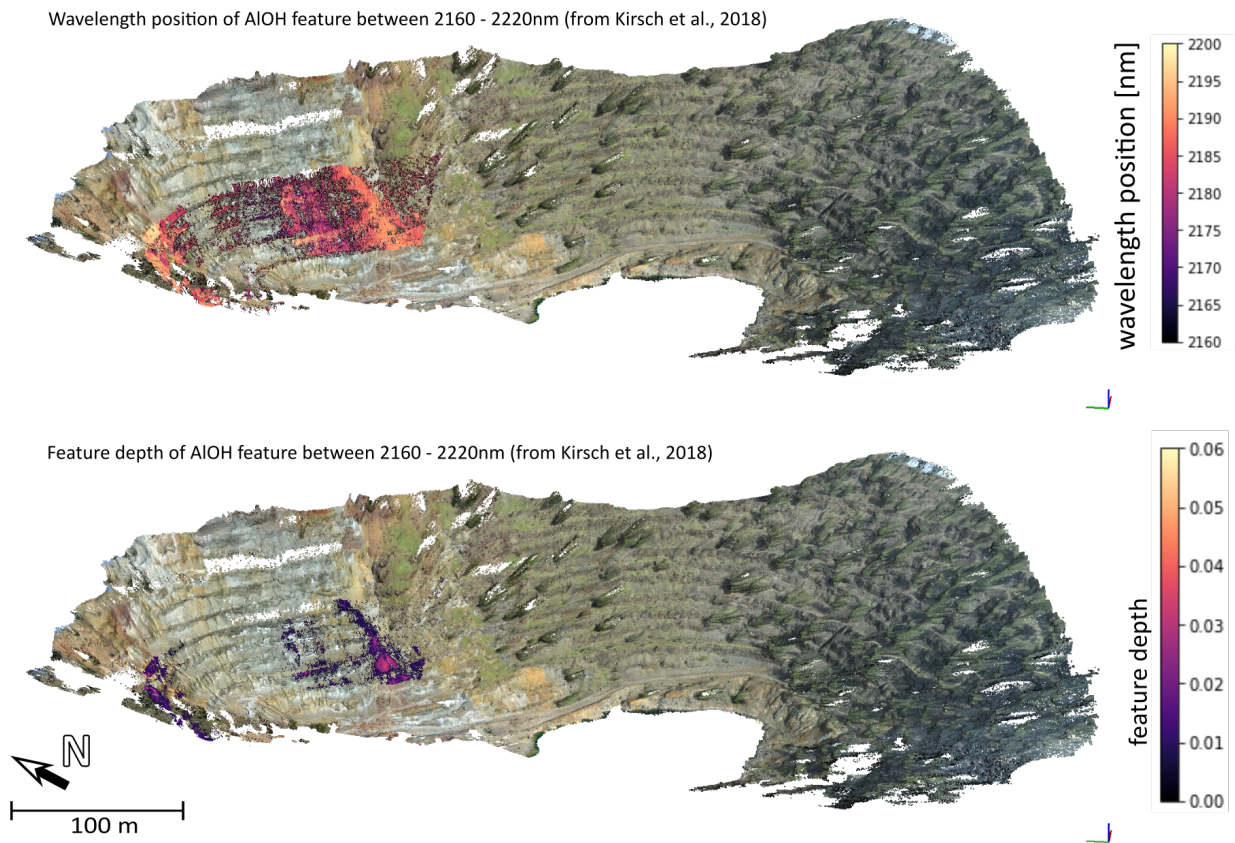 Wavelength position of AlOH feature between 2160 - 2220nm (from Kirsch et al., 2018)
wavelength position [nm]
2200
2195
2190
2185
2180
2175
2170
2165
2160
Feature depth of AlOH feature between 2160 - 2220nm (from Kirsch et al., 2018)
feature depth
0.06
0.05
0.04
0.03
0.02
0.01
0.00
N
100 m